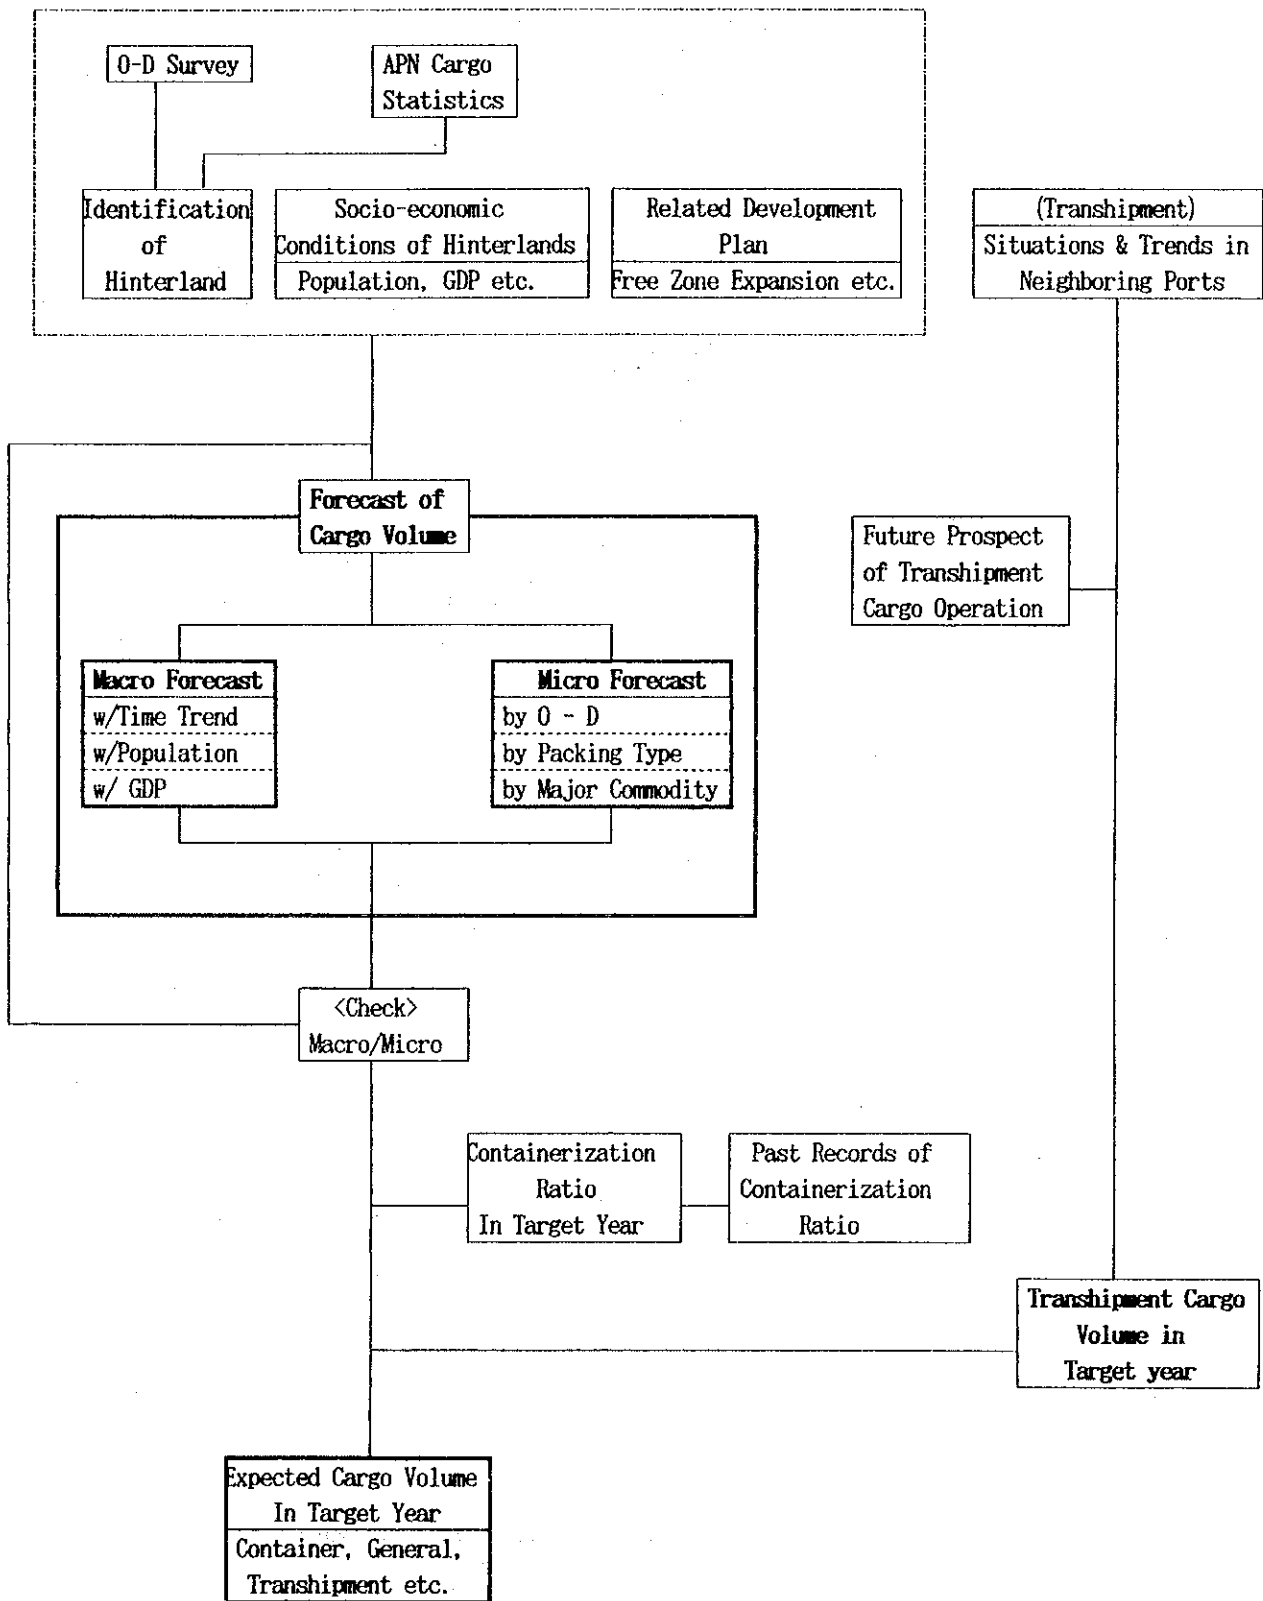 O-D Survey
APN Cargo
Statistics
Identification
of
Hinterland
Socio-economic
Conditions of Hinterlands
Population, GDP etc.
Related Development
Plan
Free Zone Expansion etc.
(Transhipment)
Situations & Trends in
Neighboring Ports
Forecast of
Cargo Volume
Future Prospect
of Transhipment
Cargo Operation
Macro Forecast
w/Time Trend
w/Population
w/ GDP
Micro Forecast
by O - D
by Packing Type
by Major Commodity
<Check>
Macro/Micro
Containerization
Ratio
In Target Year
Past Records of
Containerization
Ratio
Transhipment Cargo
Volume in
Target year
Expected Cargo Volume
In Target Year
Container, General,
Transhipment etc.